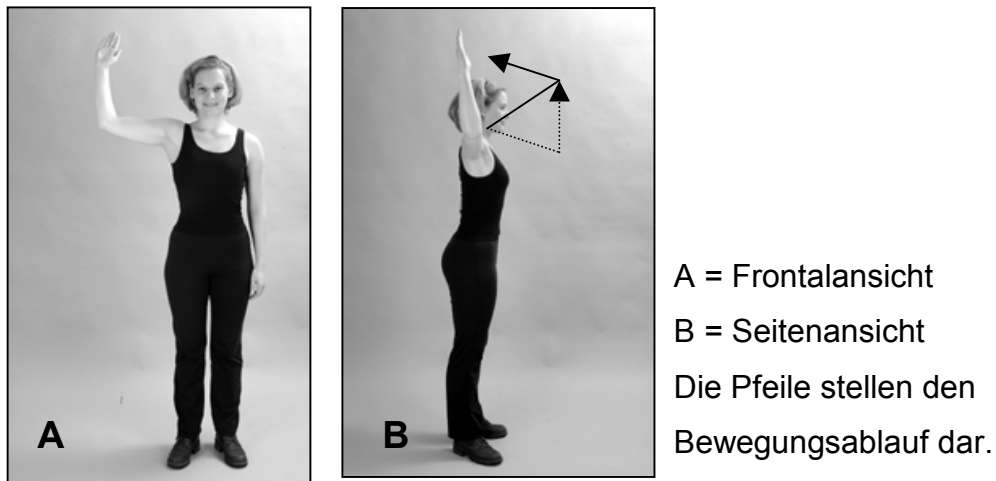 A
B
A = Frontalansicht
B = Seitenansicht
Die Pfeile stellen den
Bewegungsablauf dar.